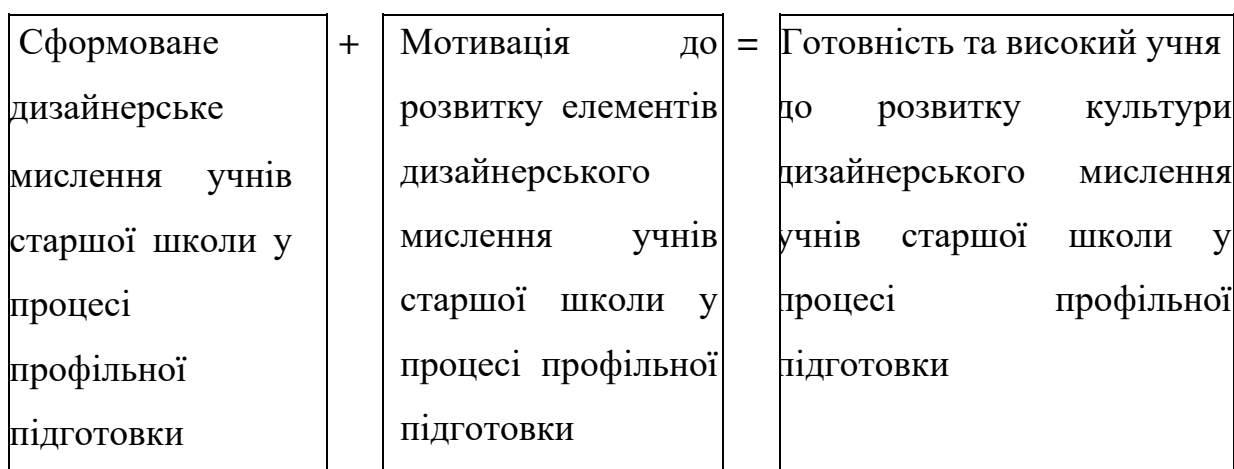 Сформоване
дизайнерське
мислення учнів
старшої школи у
процесі
профільної
підготовки
+
Мотивація до
розвитку елементів
дизайнерського
мислення учнів
старшої школи у
процесі профільної
підготовки
=
Готовність та високий учня
до розвитку культури
дизайнерського мислення
учнів старшої школи у
процесі профільної
підготовки